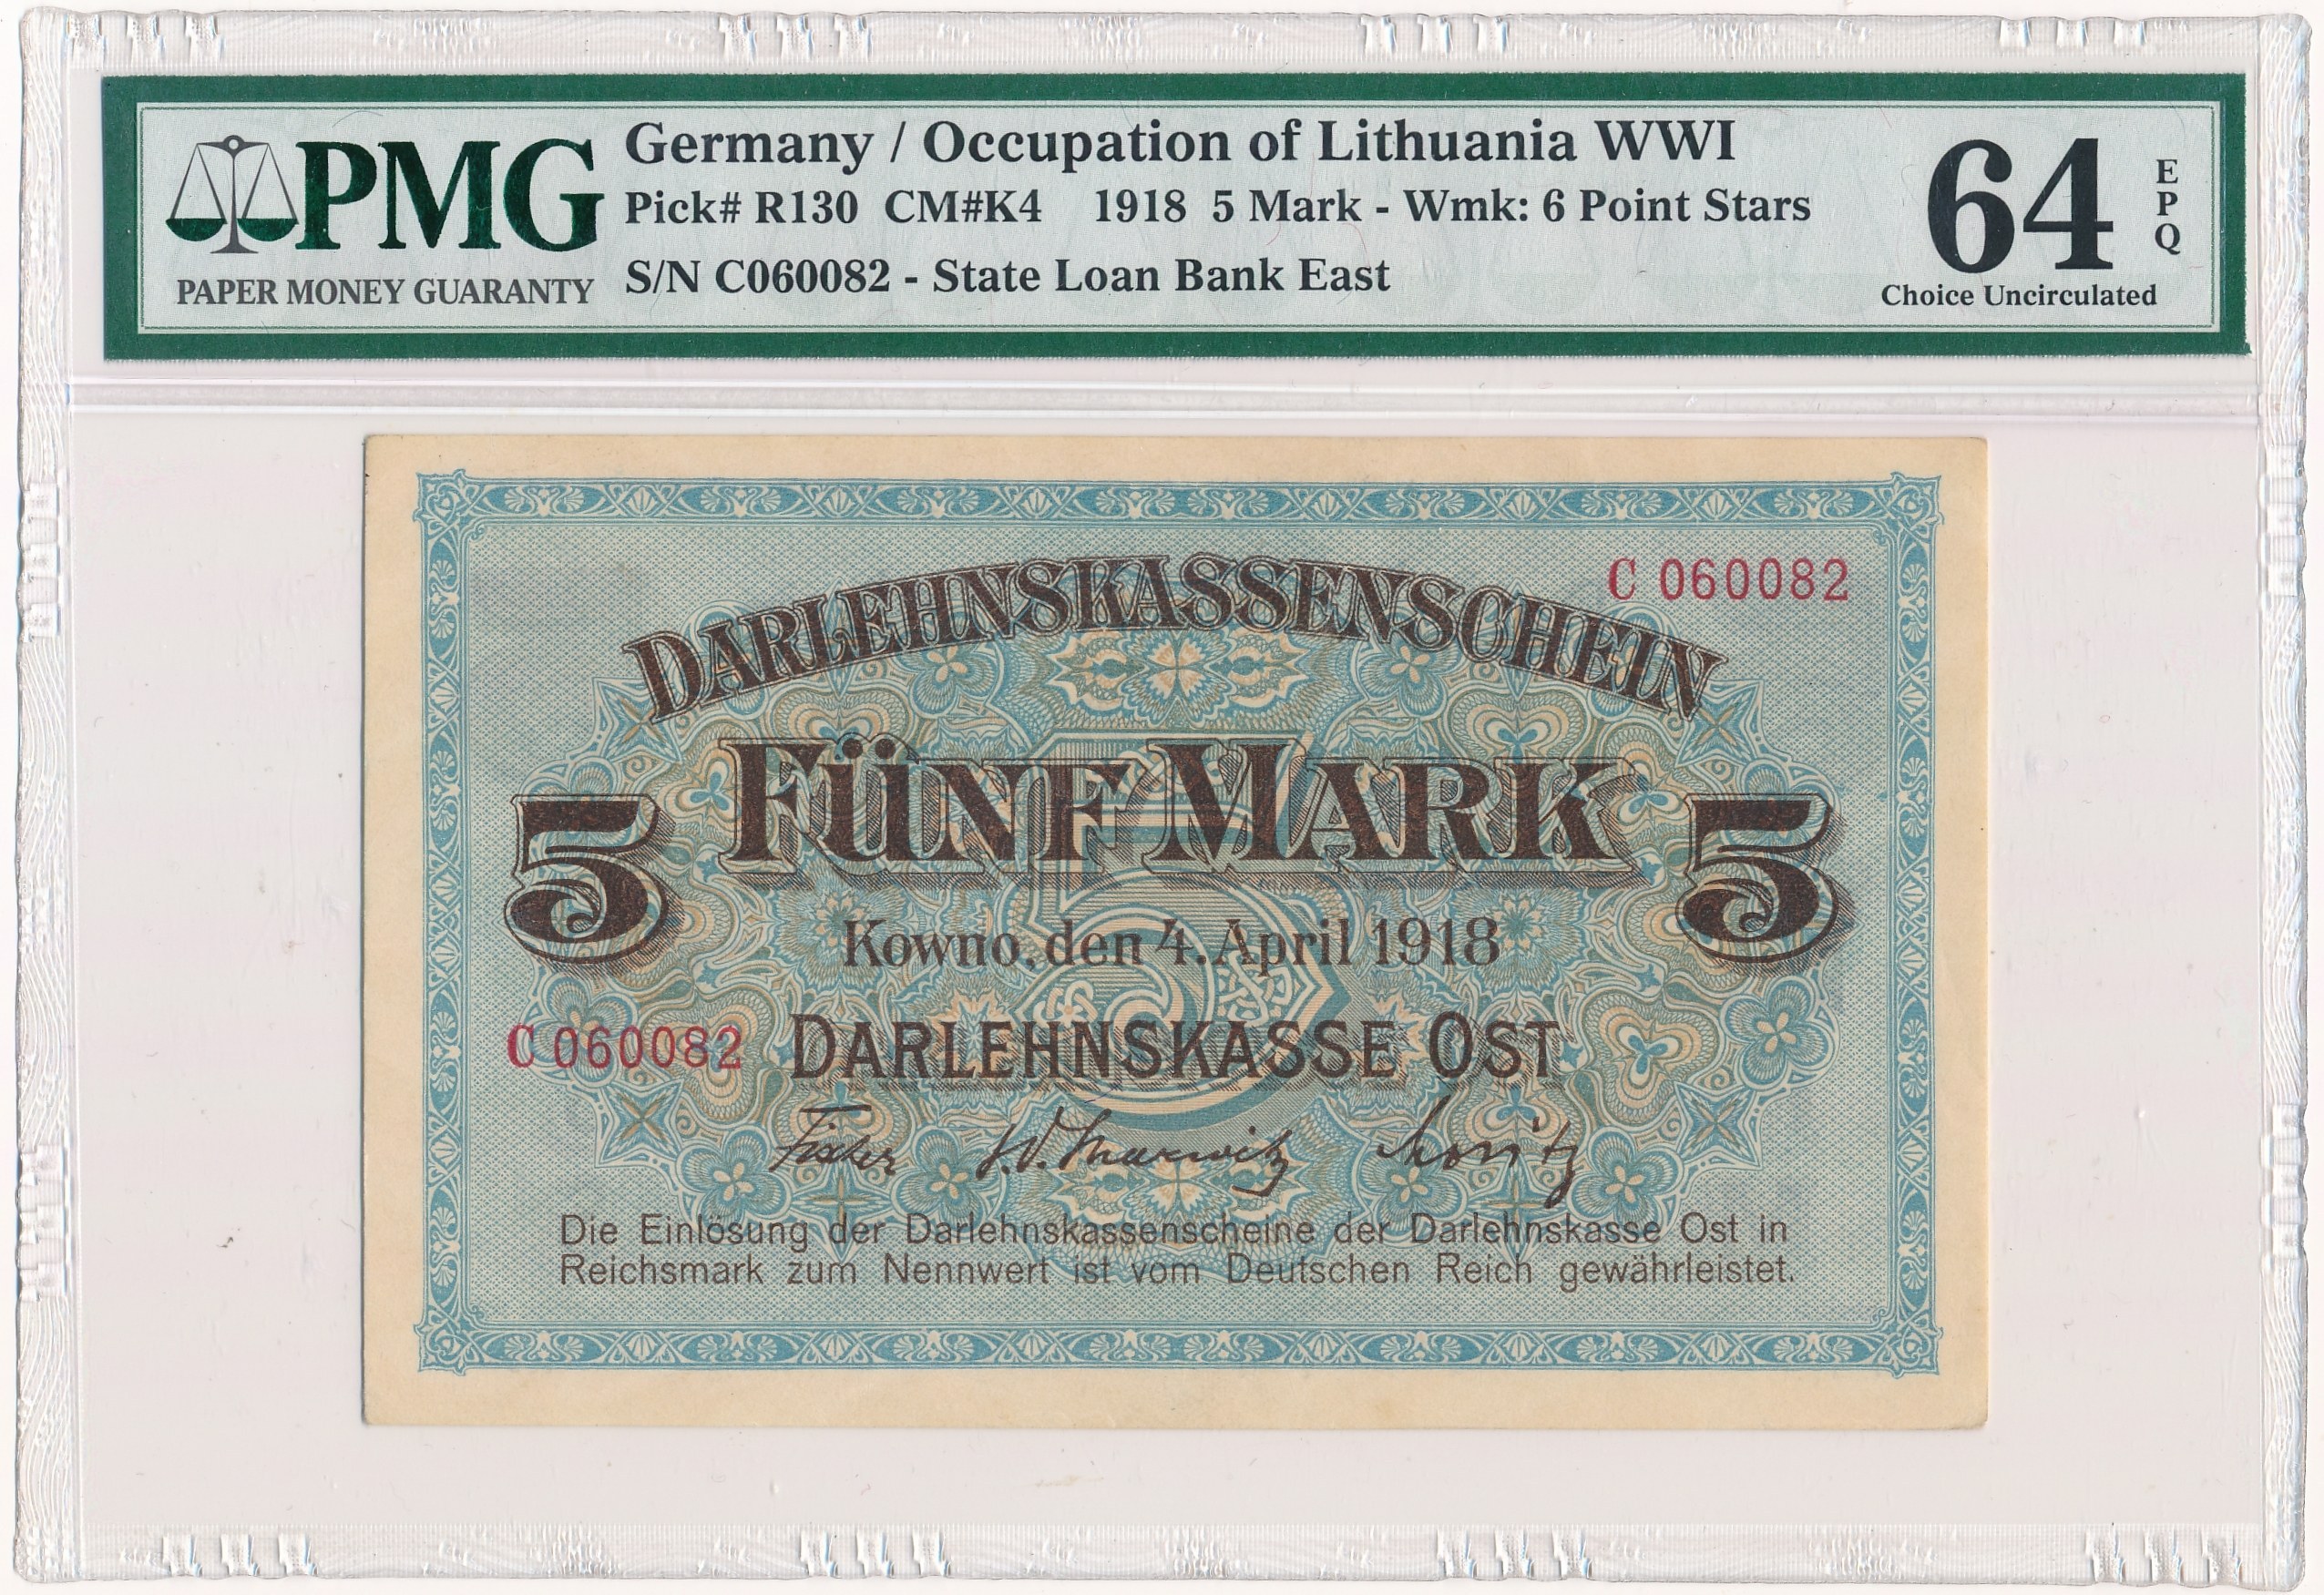 PMG
PAPER MONEY GUARANTY
Germany / Occupation of Lithuania WWI
Pick# R130 CM#K4 1918 5 Mark - Wmk: 6 Point Stars
S/N C060082 - State Loan Bank East
64
EPQ
Choice Uncirculated
C 060082
DARLEHNSKASSENSCHEIN
FÜNF MARK
5 5
Kowno, den 4. April 1918
C 060082 DARLEHNSKASSE OST
Fischer
Die Einlösung der Darlehnskassenscheine der Darlehnskasse Ost in
Reichsmark zum Nennwert ist vom Deutschen Reich gewährleistet.